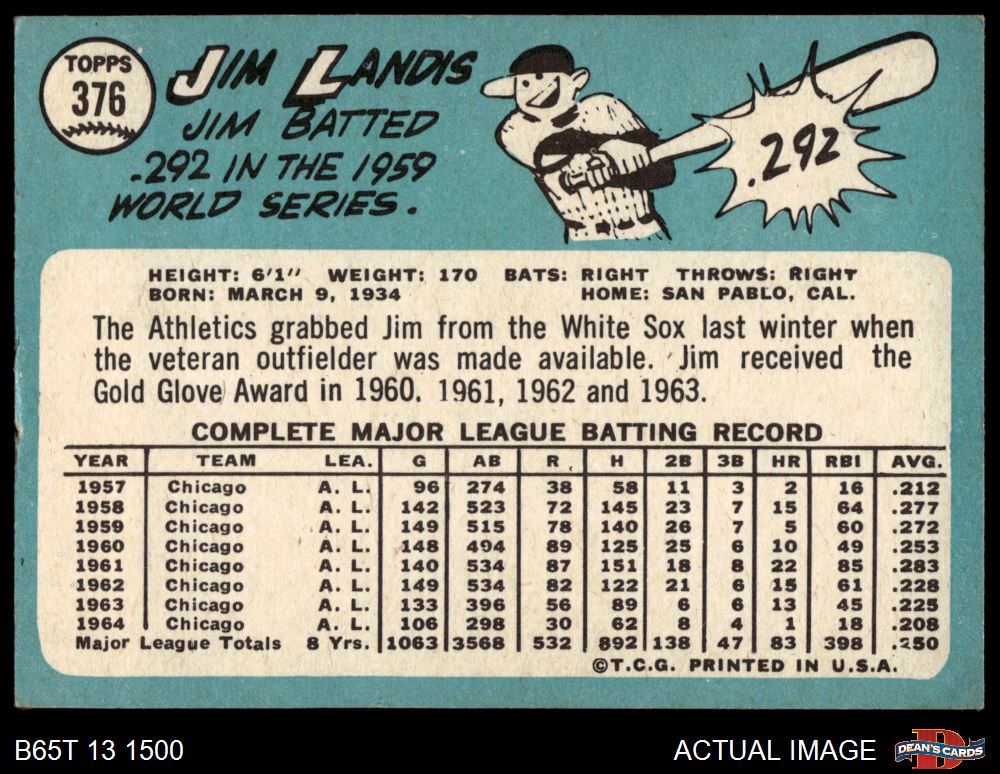 TOPPS
376
JIM LANDIS
JIM BATTED
.292 IN THE 1959
WORLD SERIES.
.292
HEIGHT: 6'1" WEIGHT: 170 BATS: RIGHT THROWS: RIGHT
BORN: MARCH 9, 1934 HOME: SAN PABLO, CAL.
The Athletics grabbed Jim from the White Sox last winter when
the veteran outfielder was made available. Jim received the
Gold Glove Award in 1960. 1961, 1962 and 1963.
COMPLETE MAJOR LEAGUE BATTING RECORD
YEAR TEAM LEA. G AB R H 2B 3B HR RBI AVG.
1957 Chicago A. L. 96 274 38 58 11 3 2 16 .212
1958 Chicago A. L. 142 523 72 145 23 7 15 64 .277
1959 Chicago A. L. 149 515 78 140 26 7 5 60 .272
1960 Chicago A. L. 148 494 89 125 25 6 10 49 .253
1961 Chicago A. L. 140 534 87 151 18 8 22 85 .283
1962 Chicago A. L. 149 534 82 122 21 6 15 61 .228
1963 Chicago A. L. 133 396 56 89 6 6 13 45 .225
1964 Chicago A. L. 106 298 30 62 8 4 1 18 .208
Major League Totals 8 Yrs. 1063 3568 532 892 138 47 83 398 .250
©T.C.G. PRINTED IN U.S.A.
B65T 13 1500 ACTUAL IMAGE
D
DEAN'S CARDS